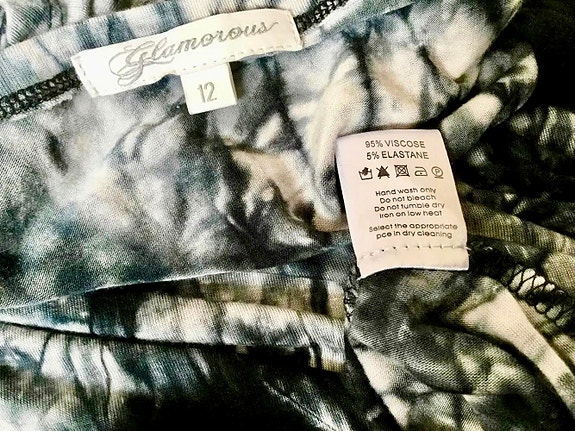 Glamorous
12
95% VISCOSE
5% ELASTANE
Hand wash only
Do not bleach
Do not tumble dry
Iron on low heat
Select the appropriate
pce in dry cleaning